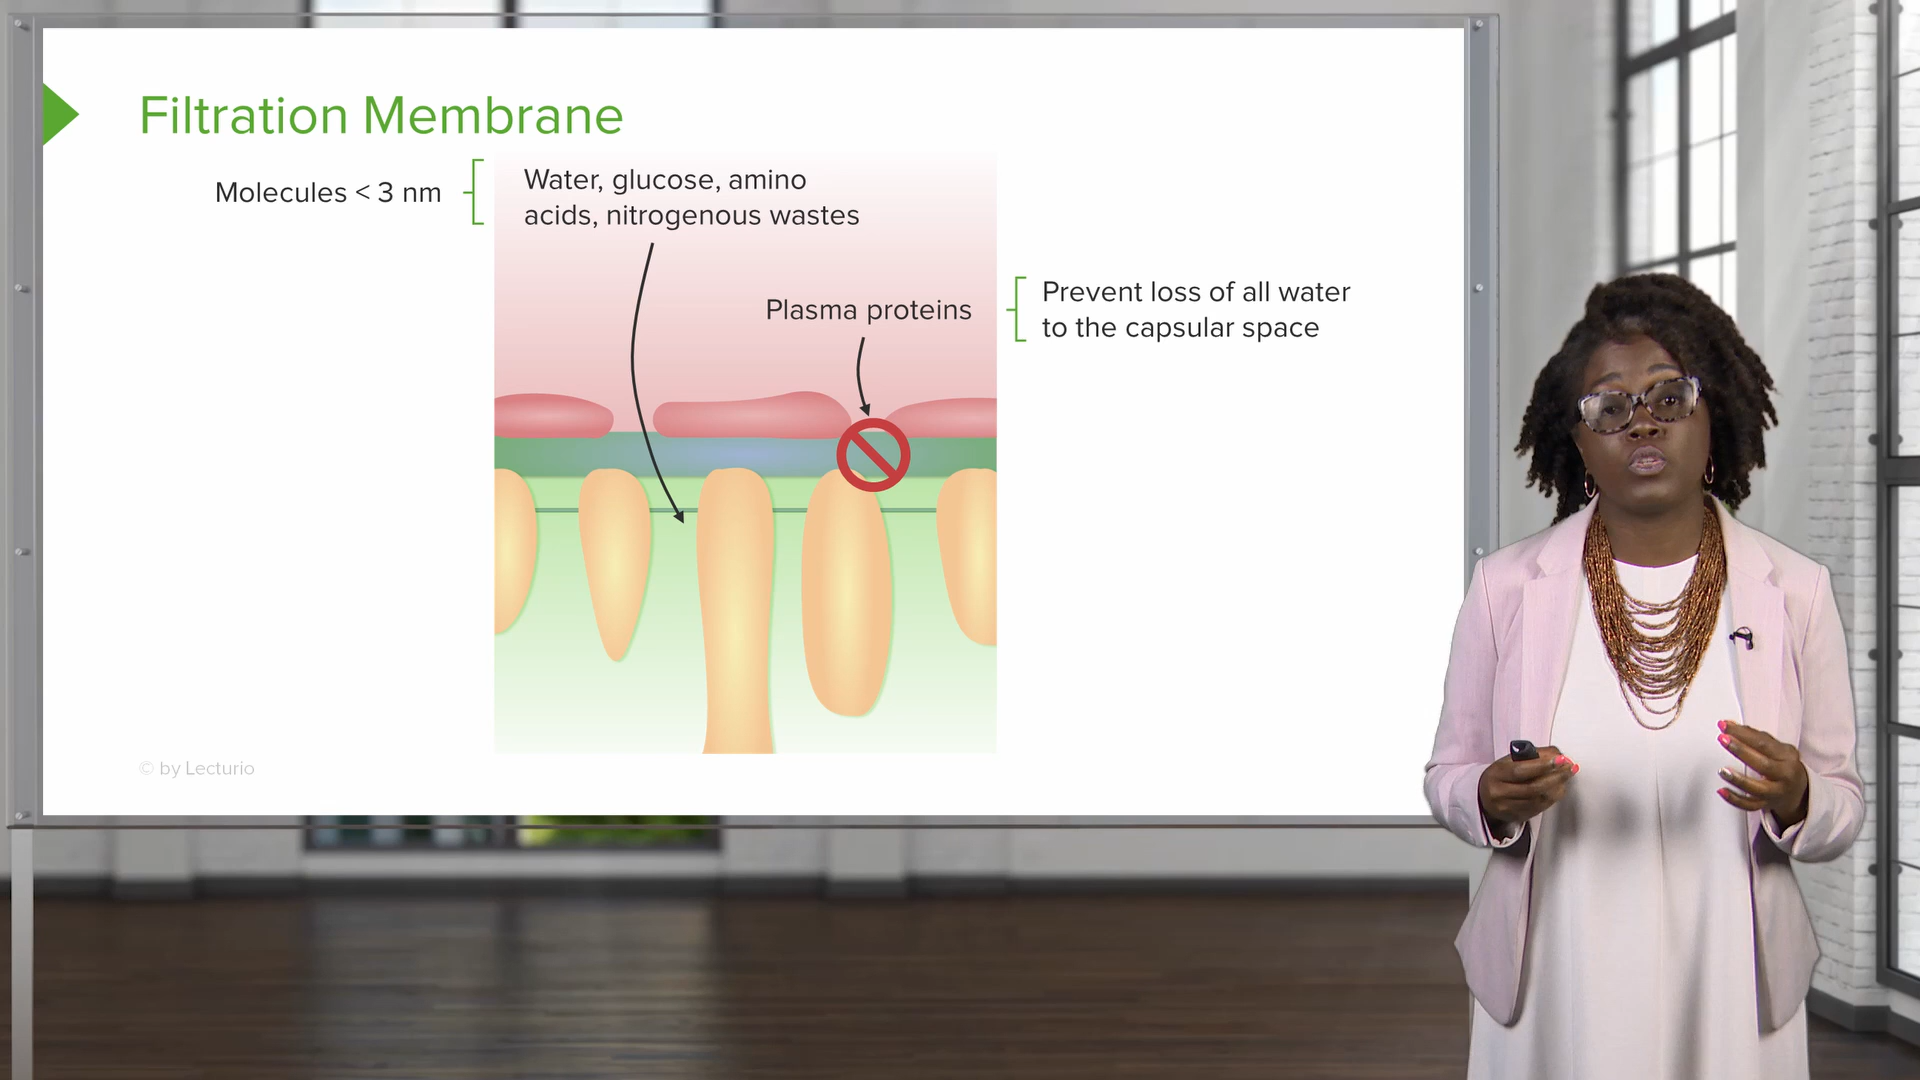 Filtration Membrane
Molecules < 3 nm
Water, glucose, amino
acids, nitrogenous wastes
Plasma proteins
Prevent loss of all water
to the capsular space
© by Lecturio